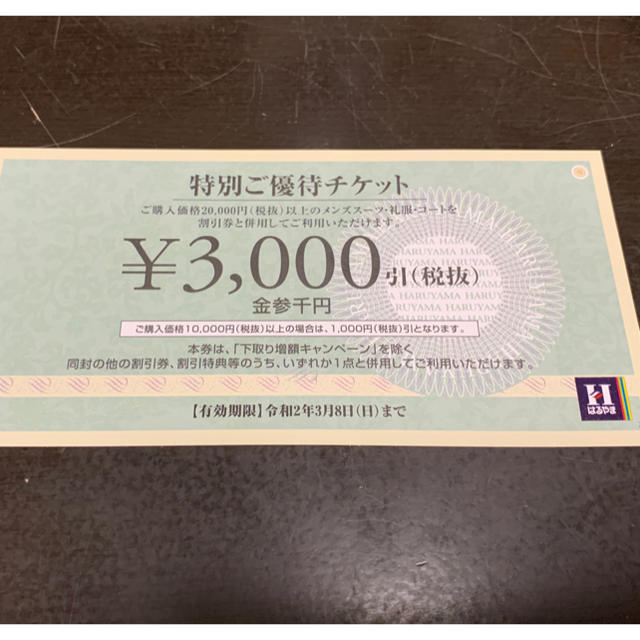 特別ご優待チケット
ご購入価格20,000円(税抜)以上のメンズスーツ・礼服・コートを
割引券と併用してご利用いただけます。
¥3,000引(税抜)
金参千円
ご購入価格10,000円(税抜)以上の場合は、1,000円(税抜)引となります。
本券は、「下取り増額キャンペーン」を除く
同封の他の割引券、割引特典等のうち、いずれか1点と併用してご利用いただけます。
【有効期限】令和2年3月8日(日)まで
H
はるやま
HARUYAMA